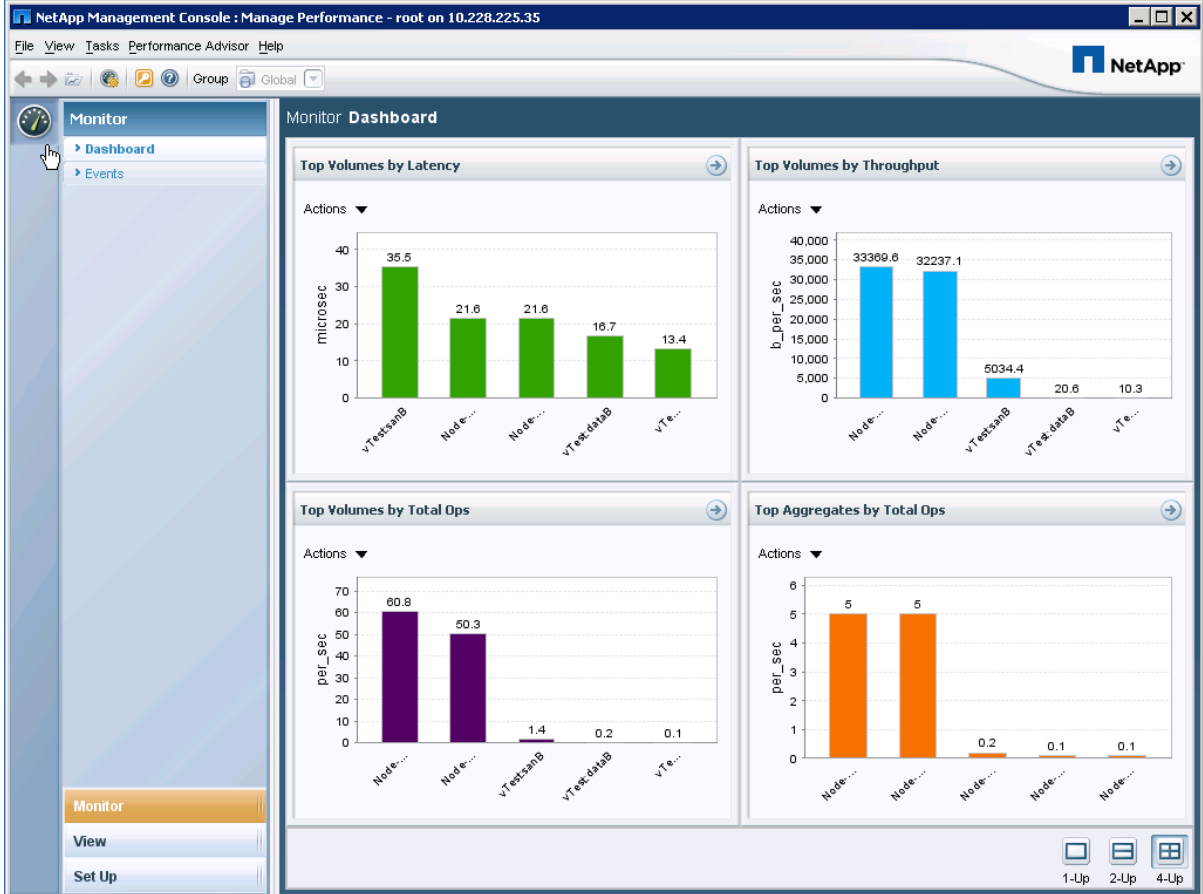 NetApp Management Console : Manage Performance - root on 10.228.225.35
File View Tasks Performance Advisor Help
NetApp
Group Global
Monitor
Dashboard
Events
Monitor Dashboard
Top Volumes by Latency
Actions
microsec
40
30
20
10
0
35.5
21.6
21.6
16.7
13.4
vTest:sanB
Node-...
Node-...
vTest:dataB
vTe...
Top Volumes by Throughput
Actions
b_per_sec
40,000
35,000
30,000
25,000
20,000
15,000
10,000
5,000
0
33369.6
32237.1
5034.4
20.6
10.3
Node-...
Node-...
vTest:sanB
vTest:dataB
vTe...
Top Volumes by Total Ops
Actions
per_sec
70
60
50
40
30
20
10
0
60.8
50.3
1.4
0.2
0.1
Node-...
Node-...
vTest:sanB
vTest:dataB
vTe...
Top Aggregates by Total Ops
Actions
per_sec
6
5
4
3
2
1
0
5
5
0.2
0.1
0.1
Node-...
Node-...
Node-...
Node-...
Node-...
Monitor
View
Set Up
1-Up 2-Up 4-Up